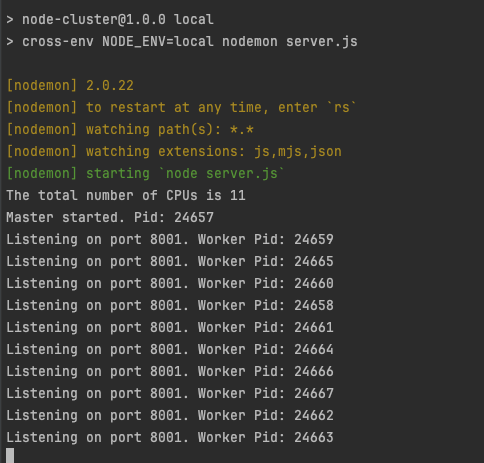 > node-cluster@1.0.0 local
> cross-env NODE_ENV=local nodemon server.js
[nodemon] 2.0.22
[nodemon] to restart at any time, enter `rs`
[nodemon] watching path(s): *.*
[nodemon] watching extensions: js,mjs,json
[nodemon] starting `node server.js`
The total number of CPUs is 11
Master started. Pid: 24657
Listening on port 8001. Worker Pid: 24659
Listening on port 8001. Worker Pid: 24665
Listening on port 8001. Worker Pid: 24660
Listening on port 8001. Worker Pid: 24658
Listening on port 8001. Worker Pid: 24661
Listening on port 8001. Worker Pid: 24664
Listening on port 8001. Worker Pid: 24666
Listening on port 8001. Worker Pid: 24667
Listening on port 8001. Worker Pid: 24662
Listening on port 8001. Worker Pid: 24663